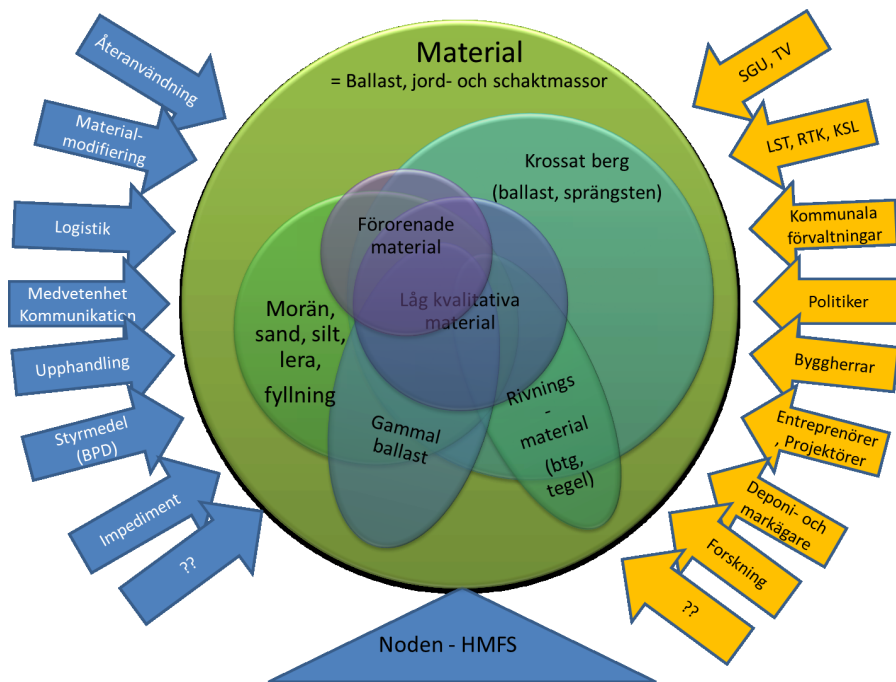 Material
= Ballast, jord- och schaktmassor
Återanvändning
Material-
modifiering
Logistik
Medvetenhet
Kommunikation
Upphandling
Styrmedel
(BPD)
Impediment
??
Krossat berg
(ballast, sprängsten)
Förorenade
material
Låg kvalitativa
material
Morän,
sand, silt,
lera,
fyllning
Gammal
ballast
Rivnings
-
material
(btg,
tegel)
SGU, TV
LST, RTK, KSL
Kommunala
förvaltningar
Politiker
Byggherrar
Entreprenörer
, Projektörer
Deponi- och
markägare
Forskning
??
Noden - HMFS